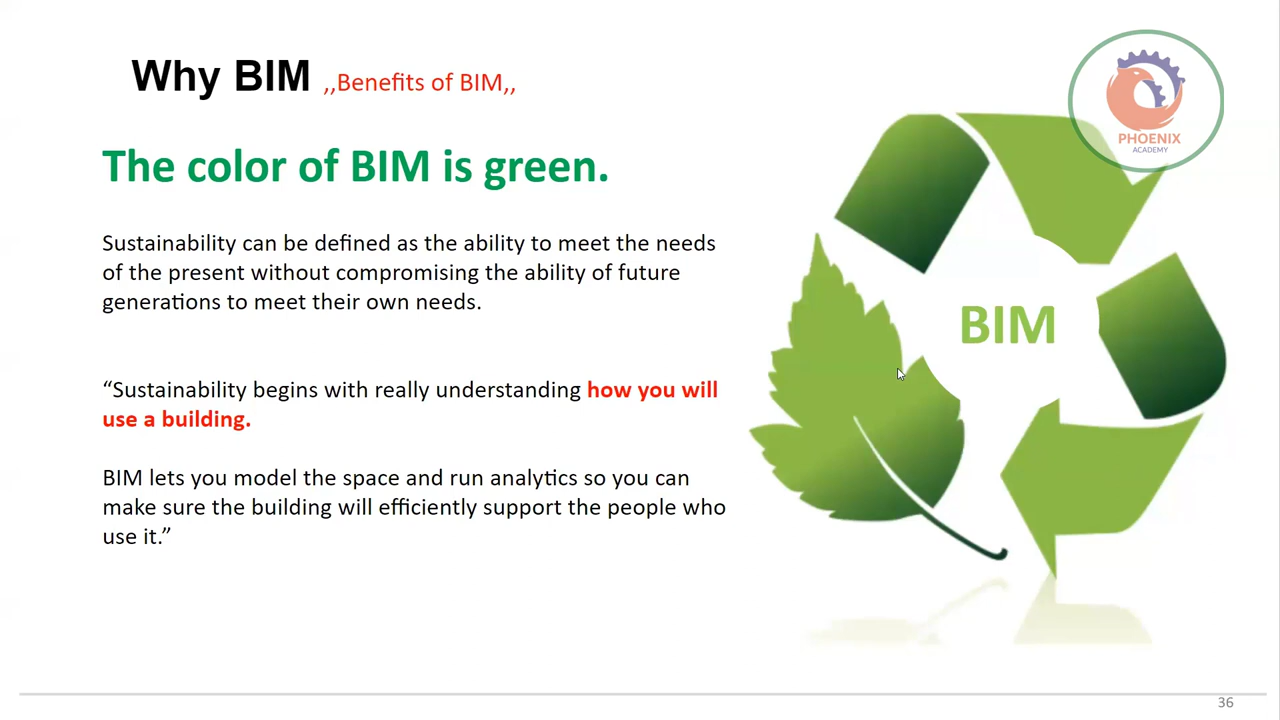 Why BIM ,,Benefits of BIM,,
PHOENIX
ACADEMY
The color of BIM is green.
Sustainability can be defined as the ability to meet the needs
of the present without compromising the ability of future
generations to meet their own needs.
BIM
“Sustainability begins with really understanding how you will
use a building.
BIM lets you model the space and run analytics so you can
make sure the building will efficiently support the people who
use it.”
36